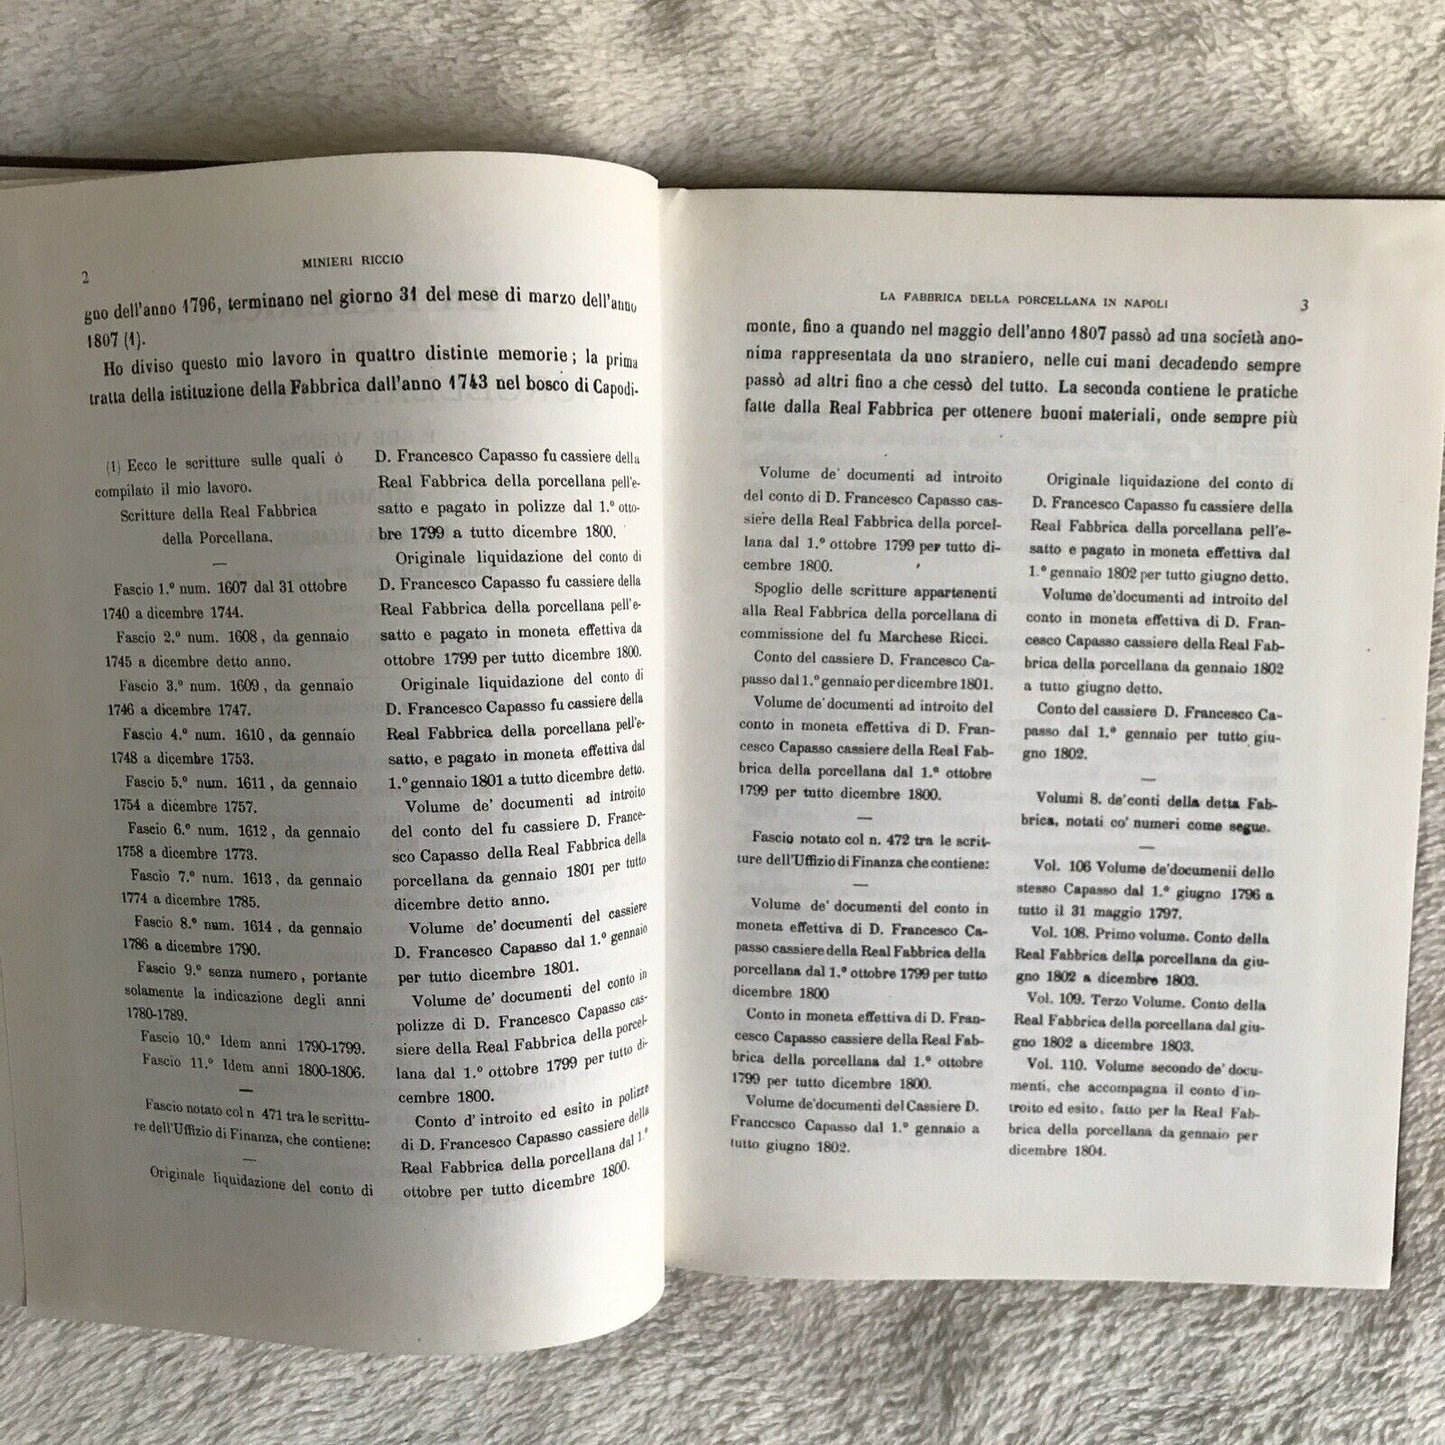 2
MINIERI RICCIO
gno dell'anno 1796, terminano nel giorno 31 del mese di marzo dell'anno
1807 (1).
Ho diviso questo mio lavoro in quattro distinte memorie; la prima
tratta della istituzione della Fabbrica dall'anno 1743 nel bosco di Capodi-
(1) Ecco le scritture sulle quali ò
compilato il mio lavoro.
Scritture della Real Fabbrica
della Porcellana.
—
Fascio 1.º num. 1607 dal 31 ottobre
1740 a dicembre 1744.
Fascio 2.º num. 1608, da gennaio
1745 a dicembre detto anno.
Fascio 3.º num. 1609, da gennaio
1746 a dicembre 1747.
Fascio 4.º num. 1610, da gennaio
1748 a dicembre 1753.
Fascio 5.º num. 1611, da gennaio
1754 a dicembre 1757.
Fascio 6.º num. 1612, da gennaio
1758 a dicembre 1773.
Fascio 7.º num. 1613, da gennaio
1774 a dicembre 1785.
Fascio 8.º num. 1614, da gennaio
1786 a dicembre 1790.
Fascio 9.º senza numero, portante
solamente la indicazione degli anni
1780-1789.
Fascio 10.º Idem anni 1790-1799.
Fascio 11.º Idem anni 1800-1806.
—
Fascio notato col n 471 tra le scrittu-
re dell'Uffizio di Finanza, che contiene:
—
Originale liquidazione del conto di
D. Francesco Capasso fu cassiere della
Real Fabbrica della porcellana pell'e-
satto e pagato in polizze dal 1.º otto-
bre 1799 a tutto dicembre 1800.
Originale liquidazione del conto di
D. Francesco Capasso fu cassiere della
Real Fabbrica della porcellana pell'e-
satto e pagato in moneta effettiva da
ottobre 1799 per tutto dicembre 1800.
Originale liquidazione del conto di
D. Francesco Capasso fu cassiere della
Real Fabbrica della porcellana pell'e-
satto, e pagato in moneta effettiva dal
1.º gennaio 1801 a tutto dicembre detto.
Volume de' documenti ad introito
del conto del fu cassiere D. France-
sco Capasso della Real Fabbrica della
porcellana da gennaio 1801 per tutto
dicembre detto anno.
Volume de' documenti del cassiere
D. Francesco Capasso dal 1.º gennaio
per tutto dicembre 1801.
Volume de' documenti del conto in
polizze di D. Francesco Capasso cas-
siere della Real Fabbrica della porcel-
lana dal 1.º ottobre 1799 per tutto di-
cembre 1800.
Conto d' introito ed esito in polizze
di D. Francesco Capasso cassiere della
Real Fabbrica della porcellana dal 1.º
ottobre per tutto dicembre 1800.
LA FABBRICA DELLA PORCELLANA IN NAPOLI
3
monte, fino a quando nel maggio dell'anno 1807 passò ad una società ano-
nima rappresentata da uno straniero, nelle cui mani decadendo sempre
passò ad altri fino a che cessò del tutto. La seconda contiene le pratiche
fatte dalla Real Fabbrica per ottenere buoni materiali, onde sempre più
Volume de' documenti ad introito
del conto di D. Francesco Capasso cas-
siere della Real Fabbrica della porcel-
lana dal 1.º ottobre 1799 per tutto di-
cembre 1800.
Spoglio delle scritture appartenenti
alla Real Fabbrica della porcellana di
commissione del fu Marchese Ricci.
Conto del cassiere D. Francesco Ca-
passo dal 1.º gennaio per dicembre 1801.
Volume de' documenti ad introito del
conto in moneta effettiva di D. Fran-
cesco Capasso cassiere della Real Fab-
brica della porcellana dal 1.º ottobre
1799 per tutto dicembre 1800.
—
Fascio notato col n. 472 tra le scrit-
ture dell'Uffizio di Finanza che contiene:
—
Volume de' documenti del conto in
moneta effettiva di D. Francesco Ca-
passo cassiere della Real Fabbrica della
porcellana dal 1.º ottobre 1799 per tutto
dicembre 1800
Conto in moneta effettiva di D. Fran-
cesco Capasso cassiere della Real Fab-
brica della porcellana dal 1.º ottobre
1799 per tutto dicembre 1800.
Volume de'documenti del Cassiere D.
Francesco Capasso dal 1.º gennaio a
tutto giugno 1802.
Originale liquidazione del conto di
D. Francesco Capasso fu cassiere della
Real Fabbrica della porcellana pell'e-
satto e pagato in moneta effettiva dal
1.º gennaio 1802 per tutto giugno detto.
Volume de'documenti ad introito del
conto in moneta effettiva di D. Fran-
cesco Capasso cassiere della Real Fab-
brica della porcellana da gennaio 1802
a tutto giugno detto.
Conto del cassiere D. Francesco Ca-
passo dal 1.º gennaio per tutto giu-
gno 1802.
—
Volumi 8. de'conti della detta Fab-
brica, notati co' numeri come segue.
—
Vol. 106 Volume de'documenii dello
stesso Capasso dal 1.º giugno 1796 a
tutto il 31 maggio 1797.
Vol. 108. Primo volume. Conto della
Real Fabbrica della porcellana da giu-
gno 1802 a dicembre 1803.
Vol. 109. Terzo Volume. Conto della
Real Fabbrica della porcellana dal giu-
gno 1802 a dicembre 1803.
Vol. 110. Volume secondo de' docu-
menti, che accompagna il conto d'in-
troito ed esito, fatto per la Real Fab-
brica della porcellana da gennaio per
dicembre 1804.